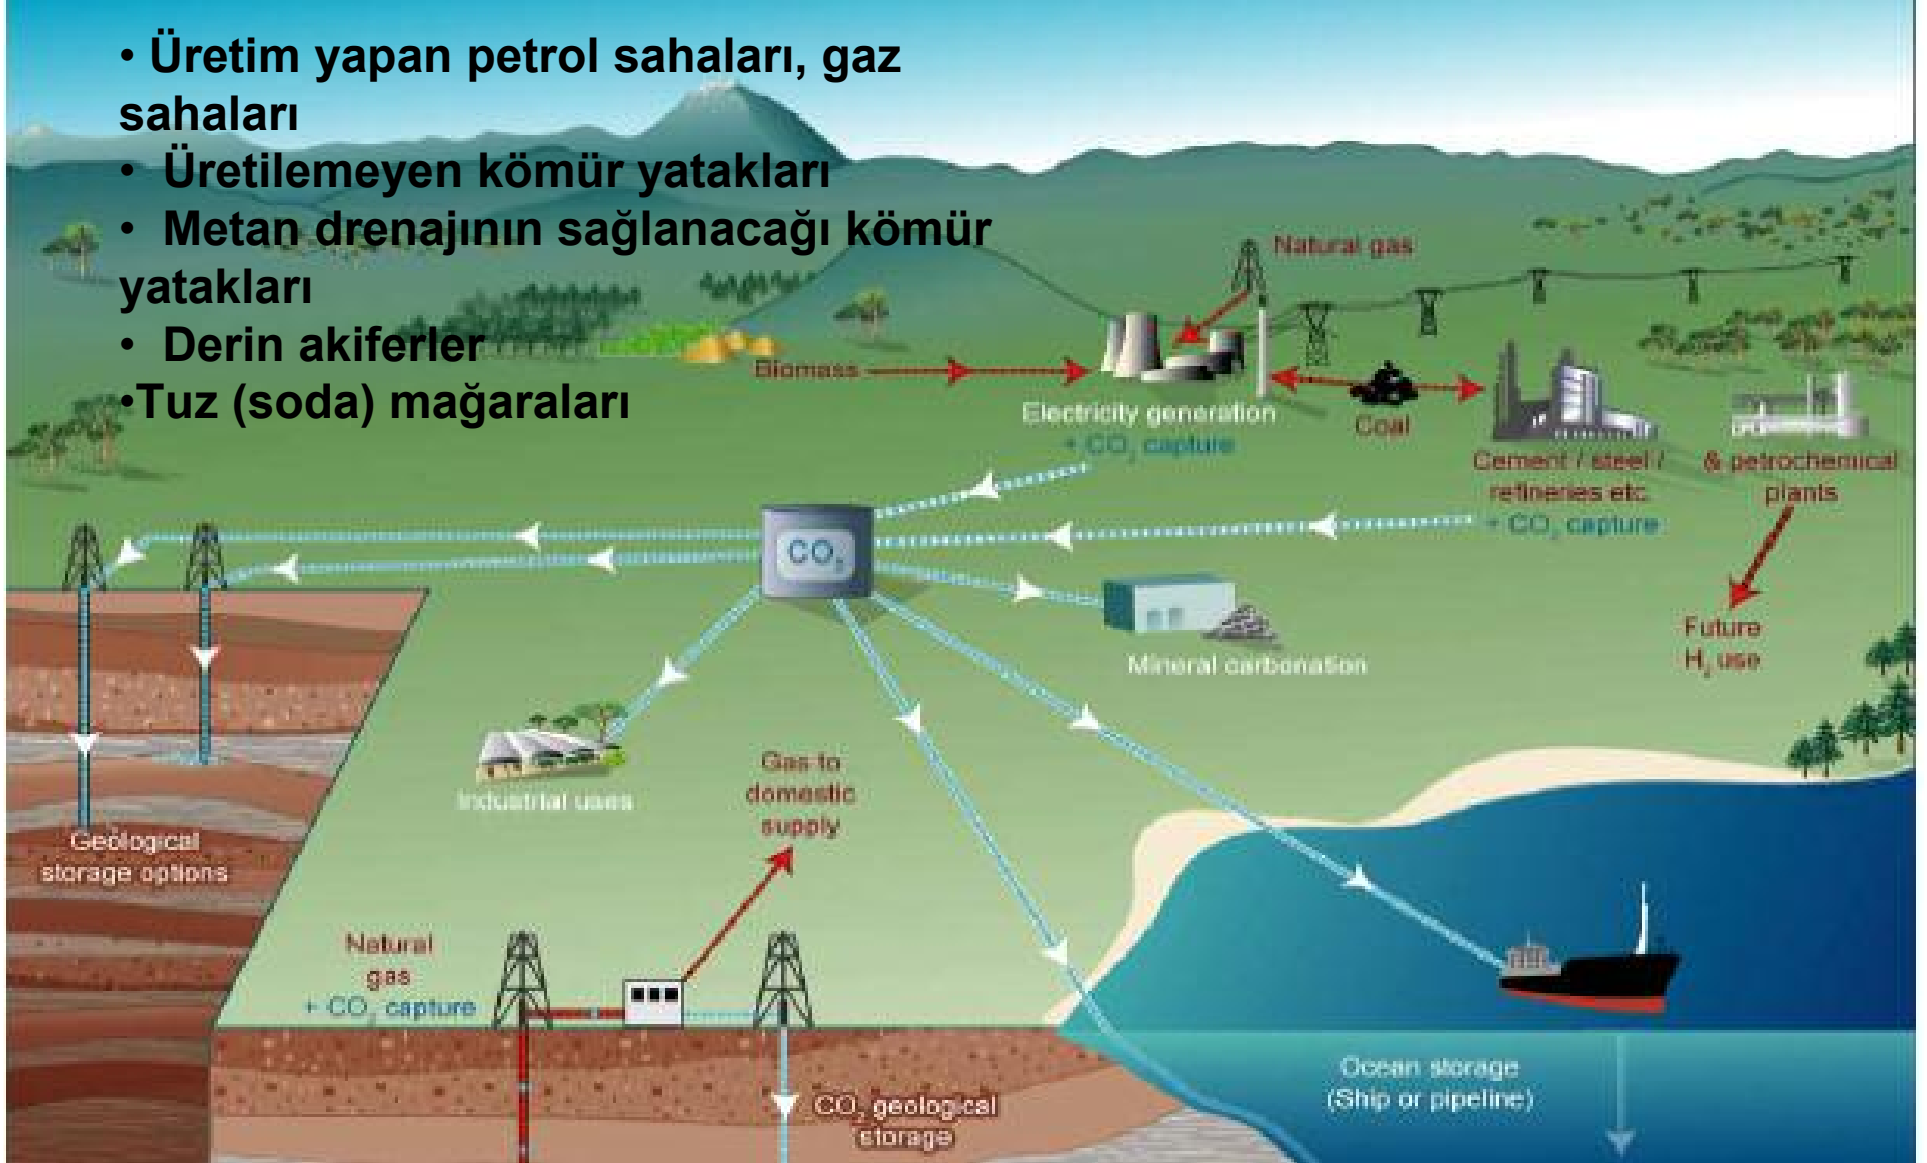 • Üretim yapan petrol sahaları, gaz
sahaları
• Üretilemeyen kömür yatakları
• Metan drenajının sağlanacağı kömür
yatakları
• Derin akiferler
•Tuz (soda) mağaraları
Natural gas
Biomass
Electricity generation
+ CO₂ capture
Coal
Cement / steel /
refineries etc
+ CO₂ capture
& petrochemical
plants
Future
H₂ use
CO₂
Mineral carbonation
Industrial uses
Gas to
domestic
supply
Geological
storage options
Natural
gas
+ CO₂ capture
CO₂ geological
storage
Ocean storage
(Ship or pipeline)